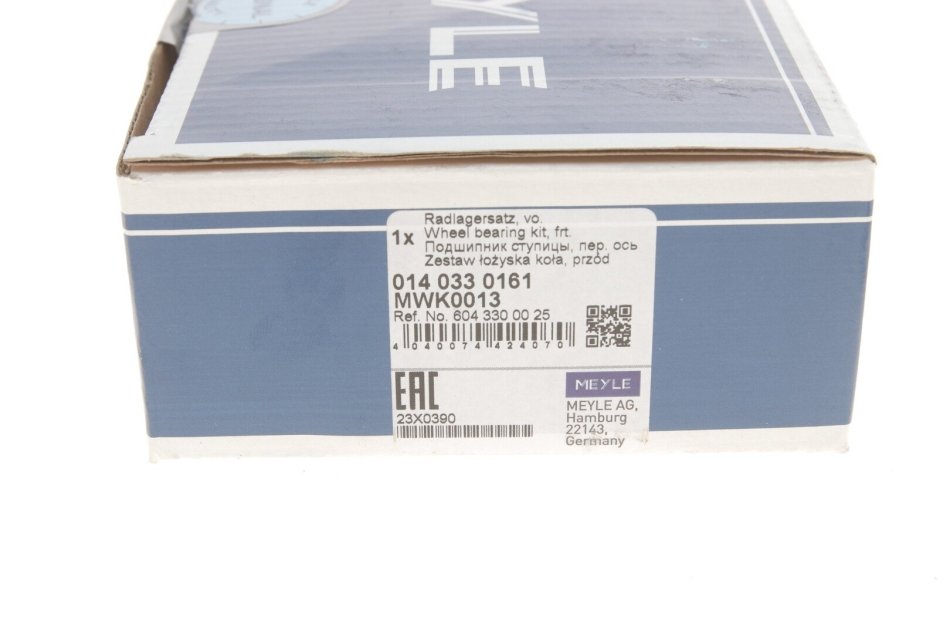 YLE
Radlagersatz, vo.
1x Wheel bearing kit, frt.
Подшипник ступицы, пер. ось
Zestaw łożyska koła, przód
014 033 0161
MWK0013
Ref. No. 604 330 00 25
4 040074 424070
EAC
MEYLE
23X0390
MEYLE AG,
Hamburg
22143,
Germany